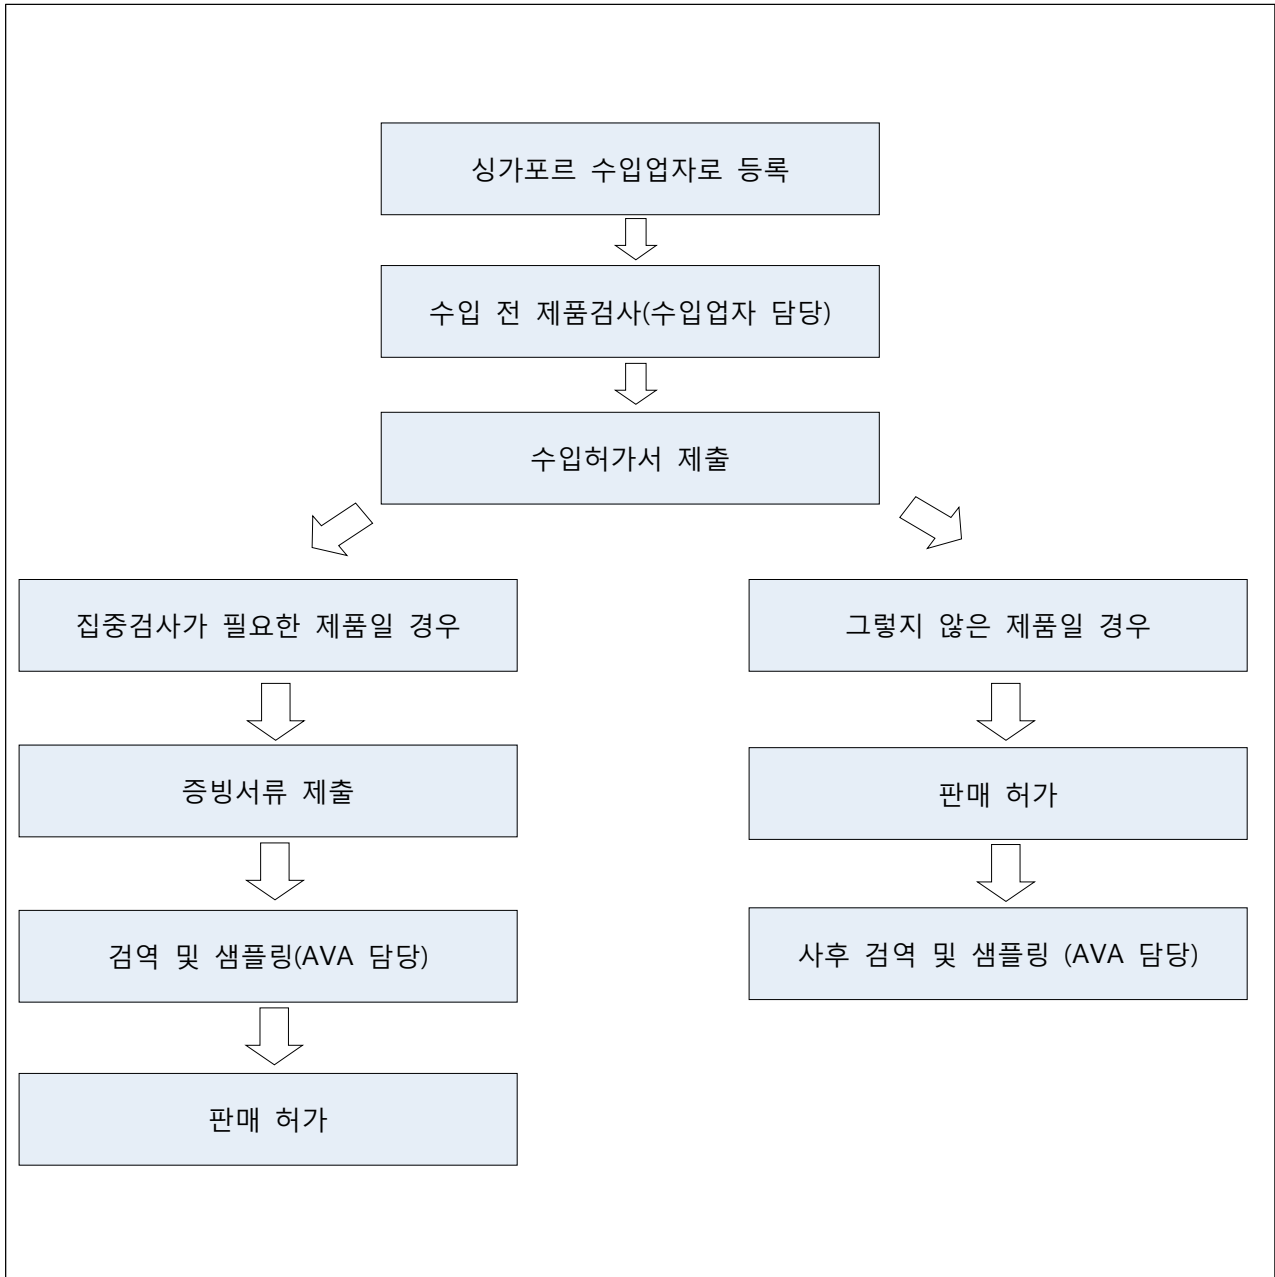 싱가포르 수입업자로 등록
수입 전 제품검사(수입업자 담당)
수입허가서 제출
집중검사가 필요한 제품일 경우
증빙서류 제출
검역 및 샘플링(AVA 담당)
판매 허가
그렇지 않은 제품일 경우
판매 허가
사후 검역 및 샘플링 (AVA 담당)